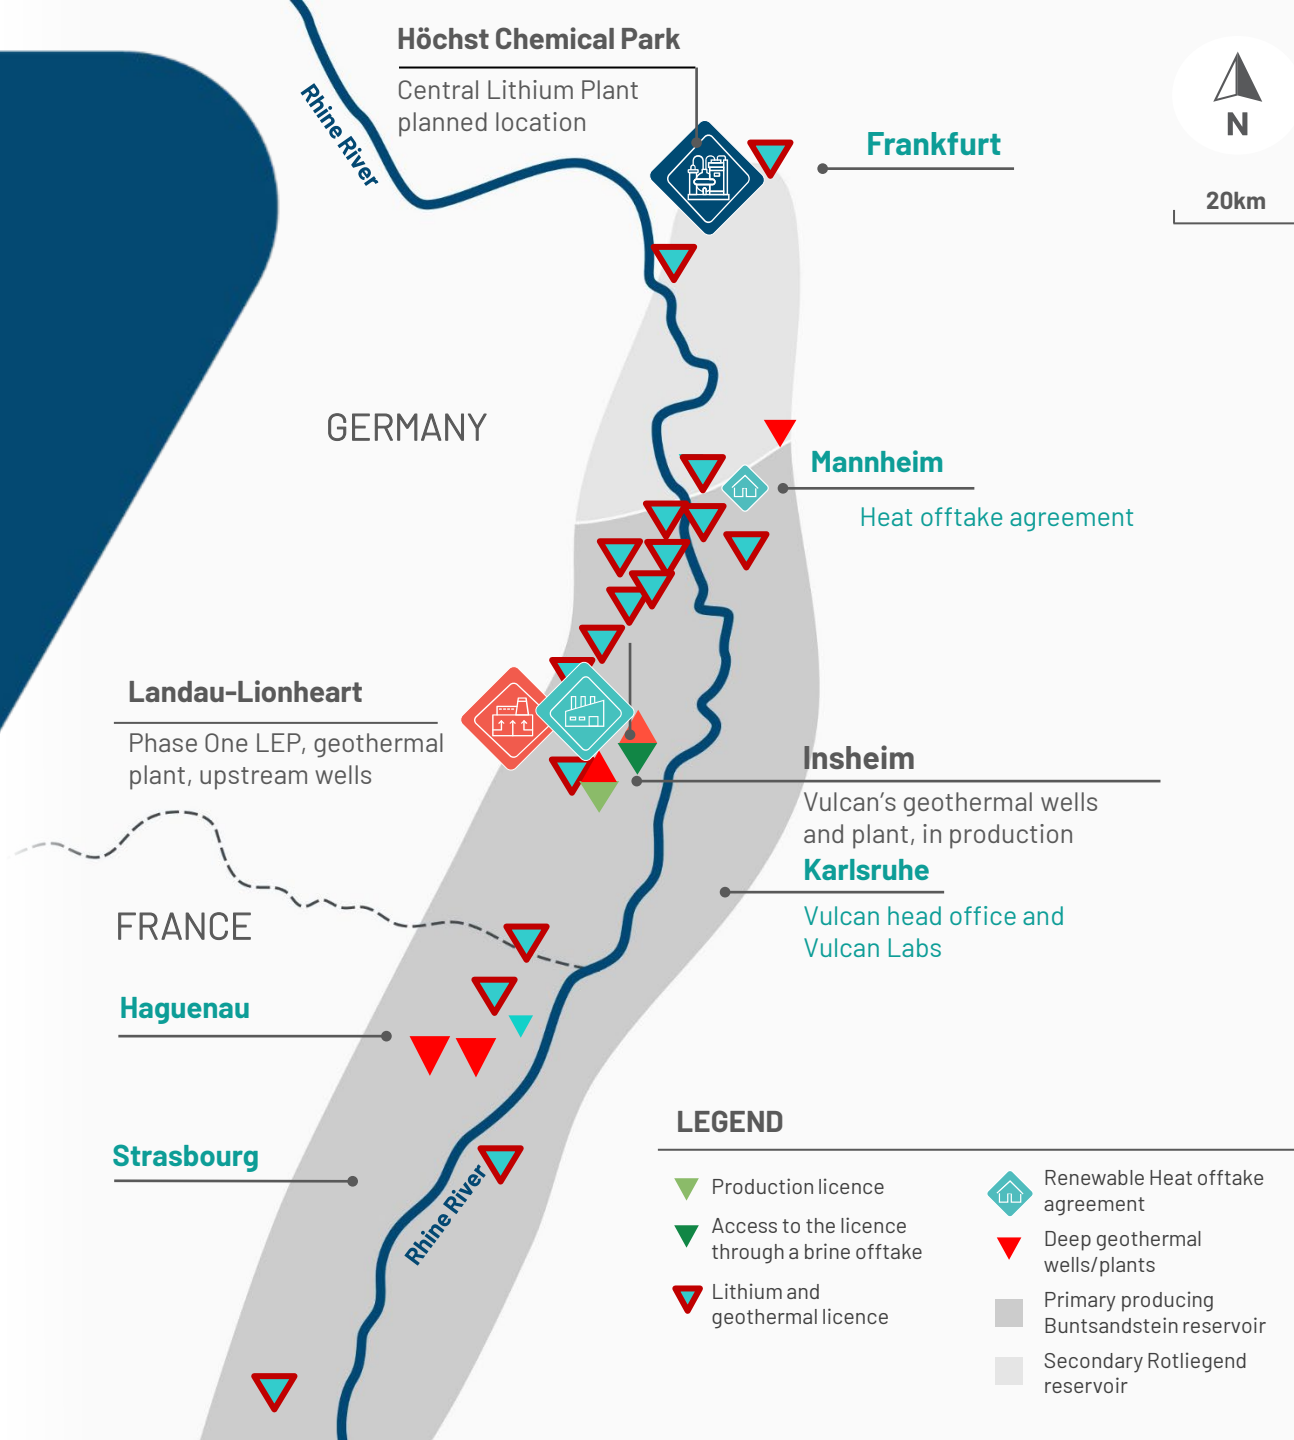 Höchst Chemical Park
Central Lithium Plant
planned location
Rhine River
N
Frankfurt
20km
GERMANY
Mannheim
Heat offtake agreement
Landau-Lionheart
Phase One LEP, geothermal
plant, upstream wells
Insheim
Vulcan's geothermal wells
and plant, in production
Karlsruhe
Vulcan head office and
Vulcan Labs
FRANCE
Haguenau
Strasbourg
Rhine River
LEGEND
Production licence
Access to the licence
through a brine offtake
Lithium and
geothermal licence
Renewable Heat offtake
agreement
Deep geothermal
wells/plants
Primary producing
Buntsandstein reservoir
Secondary Rotliegend
reservoir